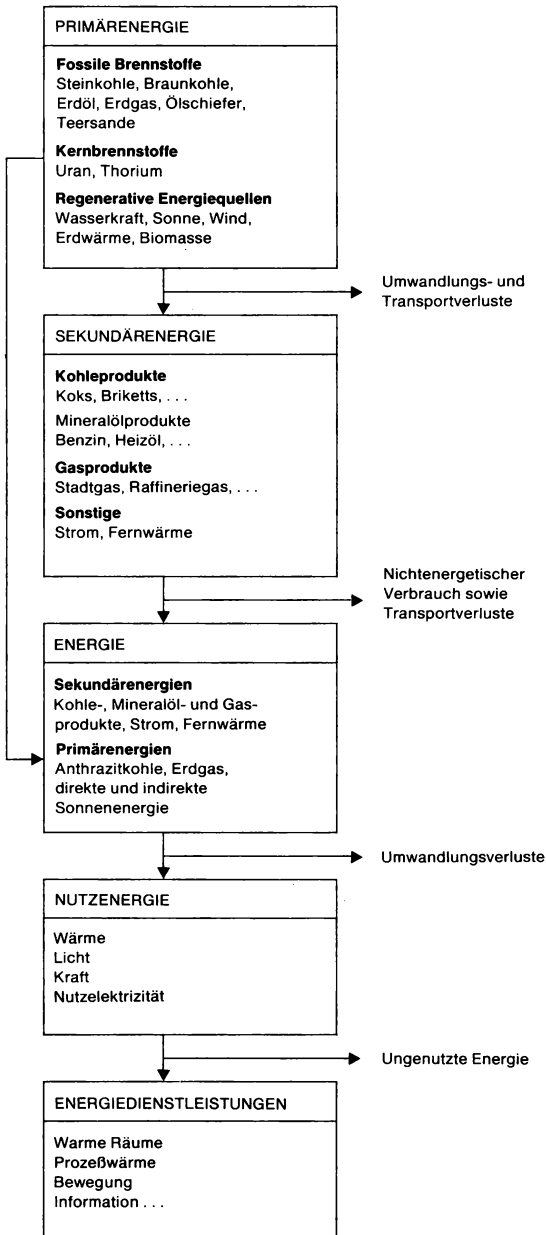 PRIMÄRENERGIE
Fossile Brennstoffe
Steinkohle, Braunkohle,
Erdöl, Erdgas, Ölschiefer,
Teersande
Kernbrennstoffe
Uran, Thorium
Regenerative Energiequellen
Wasserkraft, Sonne, Wind,
Erdwärme, Biomasse
Umwandlungs- und
Transportverluste
SEKUNDÄRENERGIE
Kohleprodukte
Koks, Briketts, . . .
Mineralölprodukte
Benzin, Heizöl, . . .
Gasprodukte
Stadtgas, Raffineriegas, . . .
Sonstige
Strom, Fernwärme
Nichtenergetischer
Verbrauch sowie
Transportverluste
ENERGIE
Sekundärenergien
Kohle-, Mineralöl- und Gas-
produkte, Strom, Fernwärme
Primärenergien
Anthrazitkohle, Erdgas,
direkte und indirekte
Sonnenenergie
Umwandlungsverluste
NUTZENERGIE
Wärme
Licht
Kraft
Nutzelektrizität
Ungenutzte Energie
ENERGIEDIENSTLEISTUNGEN
Warme Räume
Prozeßwärme
Bewegung
Information . . .